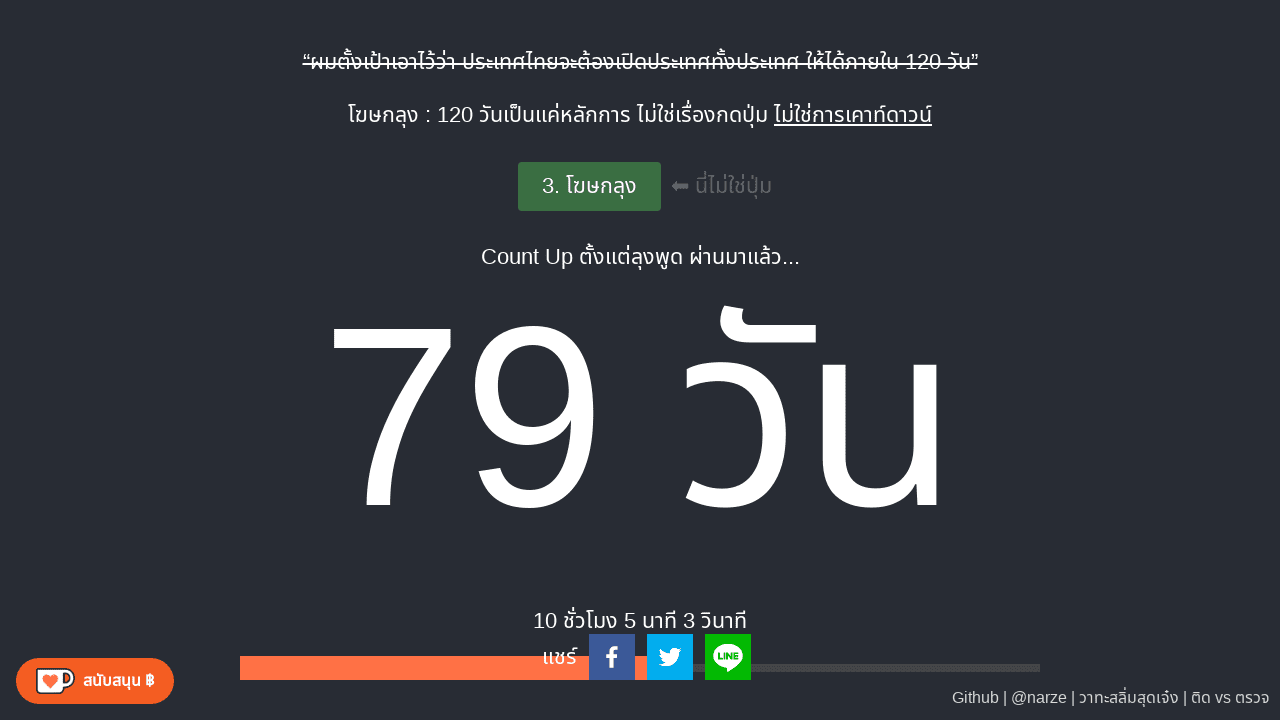 “ผมตั้งเป้าเอาไว้ว่า ประเทศไทยจะต้องเปิดประเทศทั้งประเทศ ให้ได้ภายใน 120 วัน”
โฆษกลุง : 120 วันเป็นแค่หลักการ ไม่ใช่เรื่องกดปุ่ม ไม่ใช่การเคาท์ดาวน์
3. โฆษกลุง ⬅ นี่ไม่ใช่ปุ่ม
Count Up ตั้งแต่ลุงพูด ผ่านมาแล้ว...
79 วัน
10 ชั่วโมง 5 นาที 3 วินาที
แชร์ LINE
สนับสนุน ฿
Github | @narze | วาทะสลิ่มสุดเจ๋ง | ติด vs ตรวจ